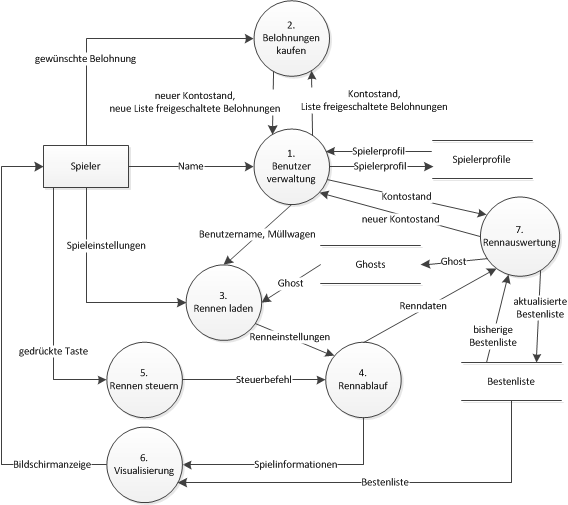 2.
Belohnungen
kaufen
gewünschte Belohnung
neuer Kontostand,
neue Liste freigeschaltete Belohnungen
Kontostand,
Liste freigeschaltete Belohnungen
Spieler
Name
1.
Benutzer
verwaltung
Spielerprofil
Spielerprofil
Spielerprofile
Kontostand
neuer Kontostand
7.
Rennauswertung
Benutzername, Müllwagen
Spieleinstellungen
Ghosts
Ghost
Ghost
3.
Rennen laden
Renndaten
aktualisierte
Bestenliste
bisherige
Bestenliste
Renneinstellungen
gedrückte Taste
5.
Rennen steuern
Steuerbefehl
4.
Rennablauf
Bestenliste
6.
Visualisierung
Bildschirmanzeige
Spielinformationen
Bestenliste